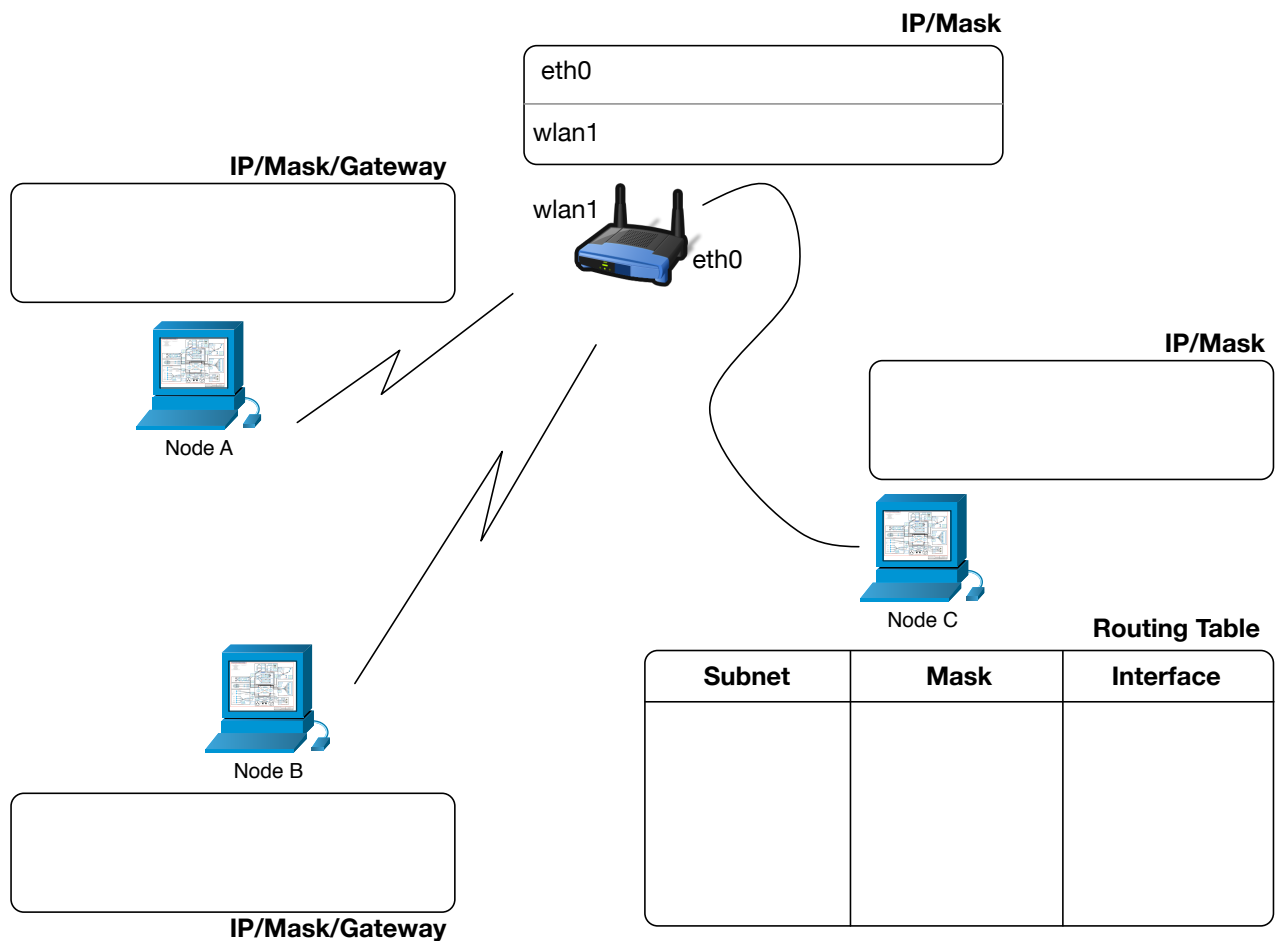 IP/Mask
eth0
wlan1
IP/Mask/Gateway
wlan1
eth0
IP/Mask
Node A
Node C
Routing Table
Subnet Mask Interface
Node B
IP/Mask/Gateway